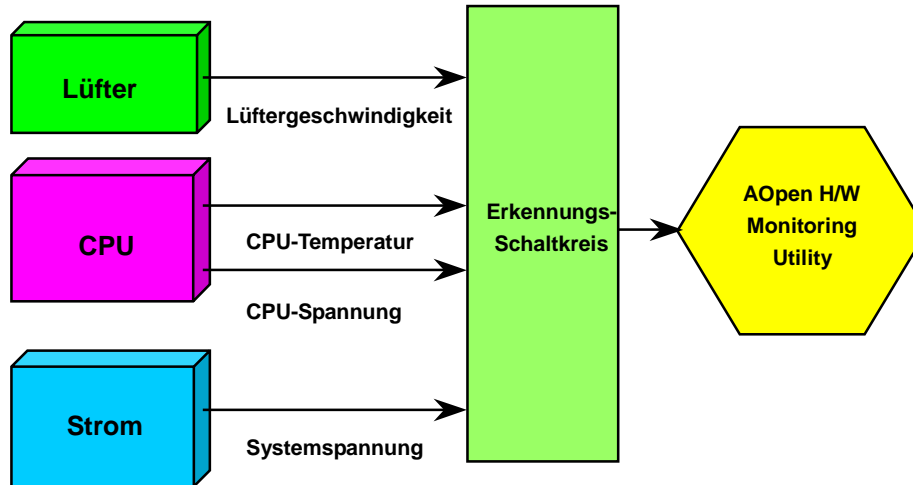 Lüfter
Lüftergeschwindigkeit
CPU
CPU-Temperatur
CPU-Spannung
Strom
Systemspannung
Erkennungs-
Schaltkreis
AOpen H/W
Monitoring
Utility